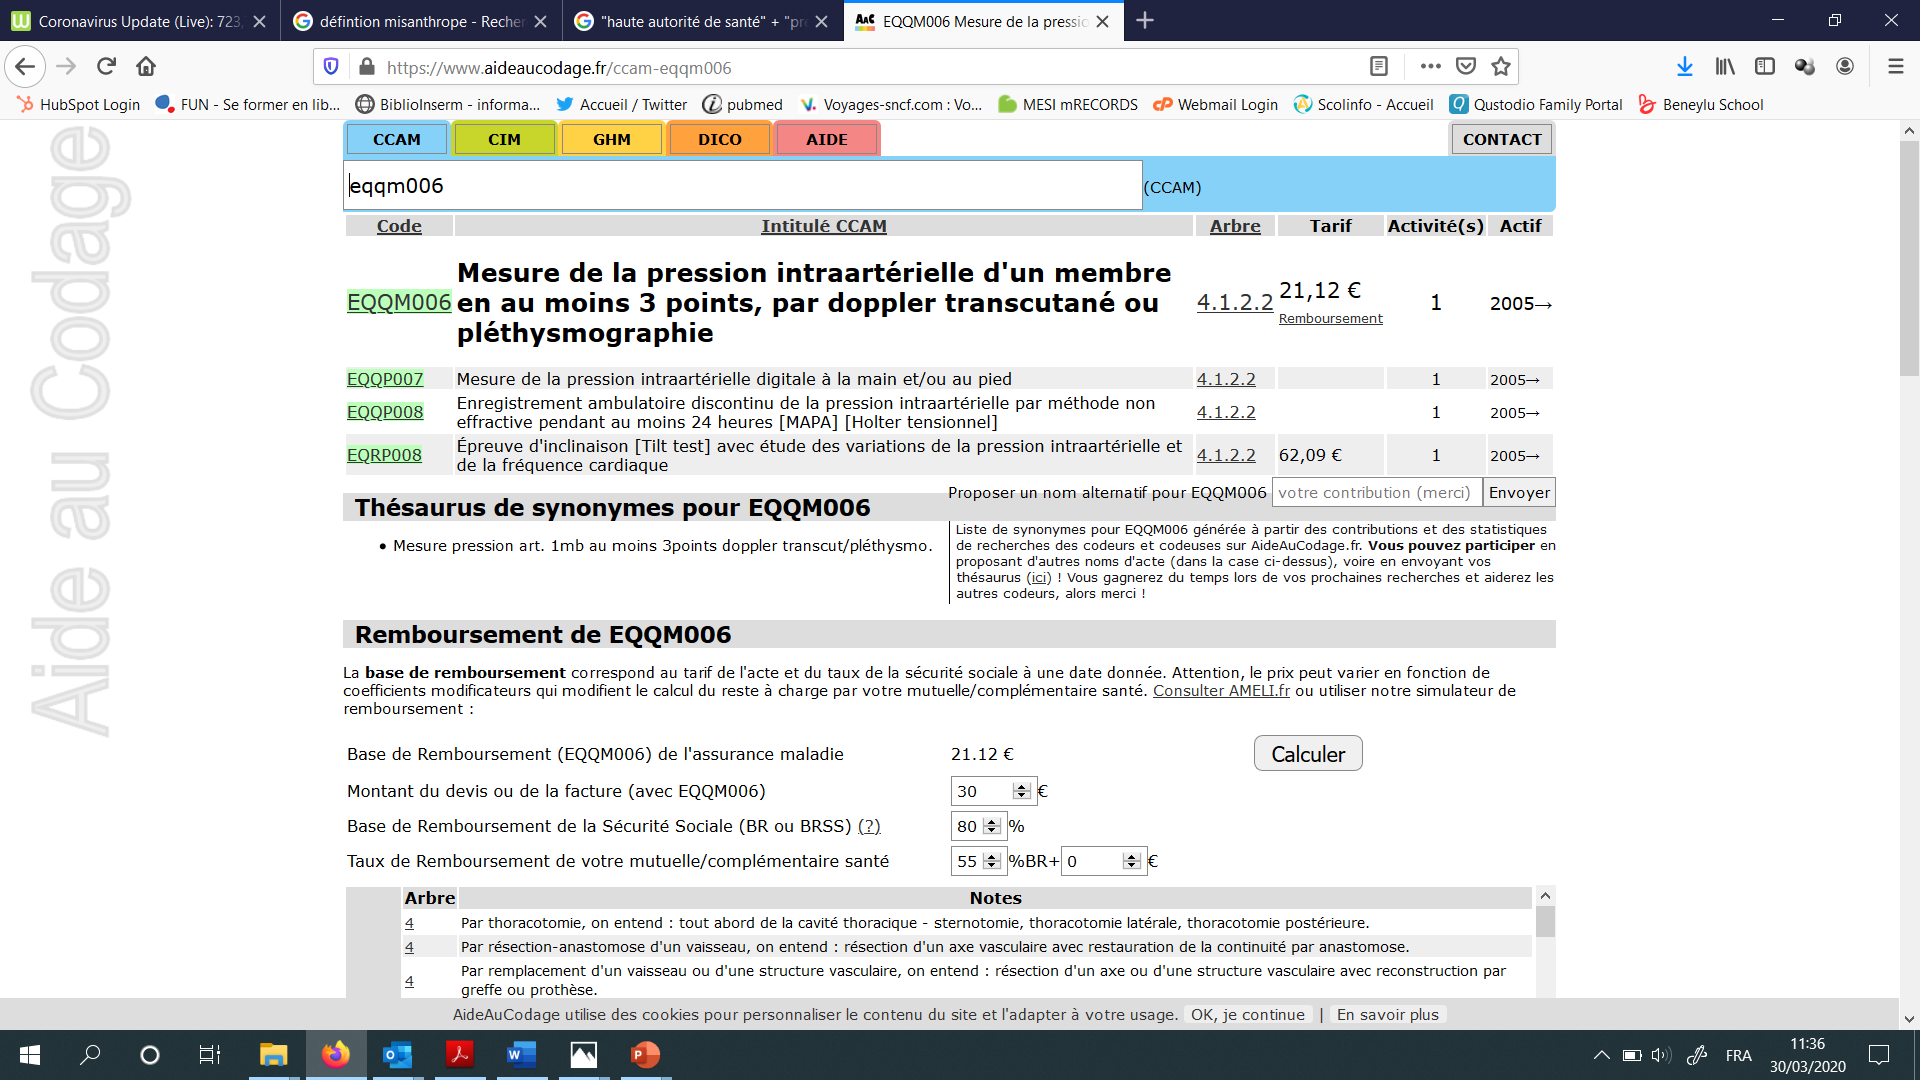 Coronavirus Update (Live): 723,
défintion misanthrope - Recher
"haute autorité de santé" + "pr
EQQM006 Mesure de la pressio
https://www.aideaucodage.fr/ccam-eqqm006
HubSpot Login
FUN - Se former en lib...
BiblioInserm - informa...
Accueil / Twitter
pubmed
Voyages-sncf.com : Vo...
MESI mRECORDS
Webmail Login
Scolinfo - Accueil
Qustodio Family Portal
Beneylu School
Aide au Codage
CCAM CIM GHM DICO AIDE CONTACT
eqqm006 (CCAM)
Code Intitulé CCAM Arbre Tarif Activité(s) Actif
Mesure de la pression intraartérielle d'un membre
EQQM006 en au moins 3 points, par doppler transcutané ou 4.1.2.2 21,12 € 1 2005→
pléthysmographie Remboursement
EQQP007 Mesure de la pression intraartérielle digitale à la main et/ou au pied 4.1.2.2 1 2005→
EQQP008 Enregistrement ambulatoire discontinu de la pression intraartérielle par méthode non 4.1.2.2 1 2005→
effractive pendant au moins 24 heures [MAPA] [Holter tensionnel]
EQRP008 Épreuve d'inclinaison [Tilt test] avec étude des variations de la pression intraartérielle et 4.1.2.2 62,09 € 1 2005→
de la fréquence cardiaque
Proposer un nom alternatif pour EQQM006 votre contribution (merci) Envoyer
Thésaurus de synonymes pour EQQM006
• Mesure pression art. 1mb au moins 3points doppler transcut/pléthysmo.
Liste de synonymes pour EQQM006 générée à partir des contributions et des statistiques
de recherches des codeurs et codeuses sur AideAuCodage.fr. Vous pouvez participer en
proposant d'autres noms d'acte (dans la case ci-dessus), voire en envoyant vos
thésaurus (ici) ! Vous gagnerez du temps lors de vos prochaines recherches et aiderez les
autres codeurs, alors merci !
Remboursement de EQQM006
La base de remboursement correspond au tarif de l'acte et du taux de la sécurité sociale à une date donnée. Attention, le prix peut varier en fonction de
coefficients modificateurs qui modifient le calcul du reste à charge par votre mutuelle/complémentaire santé. Consulter AMELI.fr ou utiliser notre simulateur de
remboursement :
Base de Remboursement (EQQM006) de l'assurance maladie 21.12 € Calculer
Montant du devis ou de la facture (avec EQQM006) 30 €
Base de Remboursement de la Sécurité Sociale (BR ou BRSS) (?) 80 %
Taux de Remboursement de votre mutuelle/complémentaire santé 55 %BR+ 0 €
Arbre Notes
4 Par thoracotomie, on entend : tout abord de la cavité thoracique - sternotomie, thoracotomie latérale, thoracotomie postérieure.
4 Par résection-anastomose d'un vaisseau, on entend : résection d'un axe vasculaire avec restauration de la continuité par anastomose.
4 Par remplacement d'un vaisseau ou d'une structure vasculaire, on entend : résection d'un axe ou d'une structure vasculaire avec reconstruction par
greffe ou prothèse.
AideAuCodage utilise des cookies pour personnaliser le contenu du site et l'adapter à votre usage. OK, je continue | En savoir plus
FRA
11:36
30/03/2020